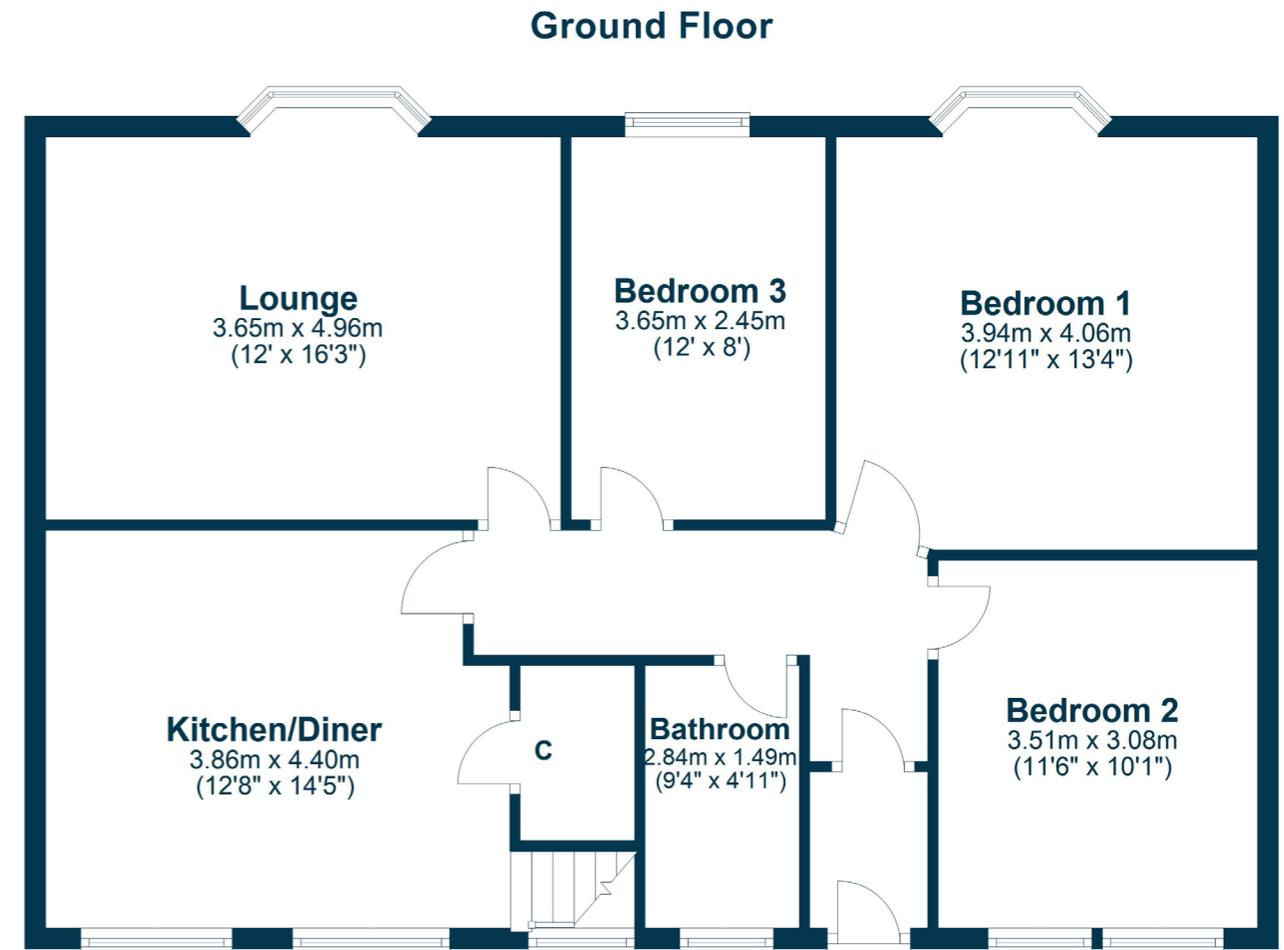 Ground Floor
Lounge
3.65m x 4.96m
(12' x 16'3")
Bedroom 3
3.65m x 2.45m
(12' x 8')
Bedroom 1
3.94m x 4.06m
(12'11" x 13'4")
Kitchen/Diner
3.86m x 4.40m
(12'8" x 14'5")
C
Bathroom
2.84m x 1.49m
(9'4" x 4'11")
Bedroom 2
3.51m x 3.08m
(11'6" x 10'1")